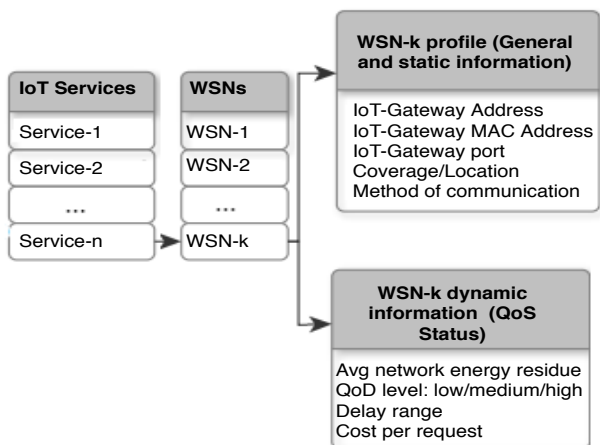 IoT Services
Service-1
Service-2
...
Service-n
WSNs
WSN-1
WSN-2
...
WSN-k
WSN-k profile (General
and static information)
IoT-Gateway Address
IoT-Gateway MAC Address
IoT-Gateway port
Coverage/Location
Method of communication
WSN-k dynamic
information (QoS
Status)
Avg network energy residue
QoD level: low/medium/high
Delay range
Cost per request